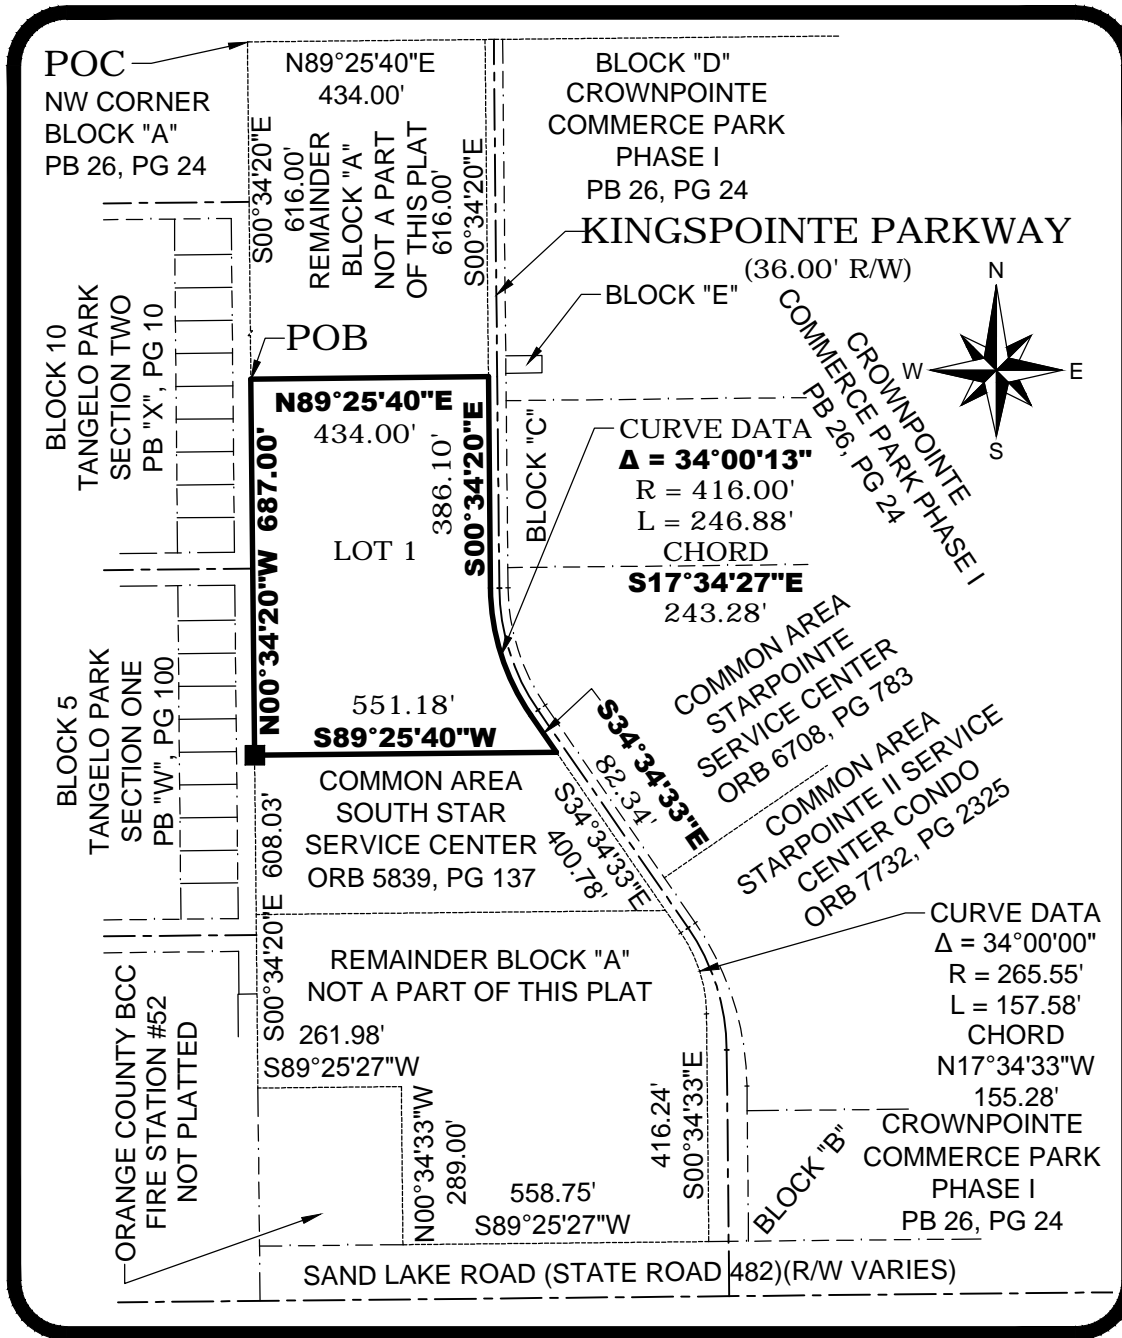 POC
NW CORNER
BLOCK "A"
PB 26, PG 24
N89°25'40"E
434.00'
S00°34'20"E
616.00'
REMAINDER
BLOCK "A"
NOT A PART
OF THIS PLAT
616.00'
S00°34'20"E
BLOCK "D"
CROWNPOINTE
COMMERCE PARK
PHASE I
PB 26, PG 24
KINGSPOINTE PARKWAY
(36.00' R/W)
BLOCK "E"
N
W
E
S
CROWNPOINTE
COMMERCE PARK PHASE I
PB 26, PG 24
BLOCK 10
TANGELO PARK
SECTION TWO
PB "X", PG 10
POB
N89°25'40"E
434.00'
N00°34'20"W 687.00'
386.10'
S00°34'20"E
LOT 1
551.18'
S89°25'40"W
BLOCK "C"
CURVE DATA
Δ = 34°00'13"
R = 416.00'
L = 246.88'
CHORD
S17°34'27"E
243.28'
BLOCK 5
TANGELO PARK
SECTION ONE
PB "W", PG 100
COMMON AREA
STARPOINTE
SERVICE CENTER
ORB 6708, PG 783
S34°34'33"E
82.34'
S34°34'33"E
400.78'
COMMON AREA
STARPOINTE II SERVICE
CENTER CONDO
ORB 7732, PG 2325
COMMON AREA
SOUTH STAR
SERVICE CENTER
ORB 5839, PG 137
S00°34'20"E 608.03'
REMAINDER BLOCK "A"
NOT A PART OF THIS PLAT
261.98'
S89°25'27"W
CURVE DATA
Δ = 34°00'00"
R = 265.55'
L = 157.58'
CHORD
N17°34'33"W
155.28'
ORANGE COUNTY BCC
FIRE STATION #52
NOT PLATTED
N00°34'33"W
289.00'
416.24'
S00°34'33"E
558.75'
S89°25'27"W
BLOCK "B"
CROWNPOINTE
COMMERCE PARK
PHASE I
PB 26, PG 24
SAND LAKE ROAD (STATE ROAD 482)(R/W VARIES)